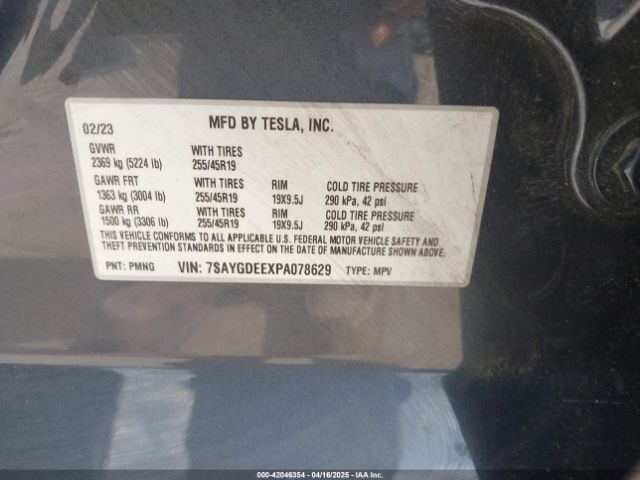 02/23 MFD BY TESLA, INC.
GVWR WITH TIRES
2369 kg (5224 lb) 255/45R19
GAWR FRT WITH TIRES RIM COLD TIRE PRESSURE
1363 kg (3004 lb) 255/45R19 19X9.5J 290 kPa, 42 psi
GAWR RR WITH TIRES RIM COLD TIRE PRESSURE
1500 kg (3306 lb) 255/45R19 19X9.5J 290 kPa, 42 psi
THIS VEHICLE CONFORMS TO ALL APPLICABLE U.S. FEDERAL MOTOR VEHICLE SAFETY AND
THEFT PREVENTION STANDARDS IN EFFECT ON THE DATE OF MANUFACTURE SHOWN ABOVE.
PNT: PMNG VIN: 7SAYGDEEXPA078629 TYPE: MPV
000-42046354 - 04/16/2025 - IAA Inc.